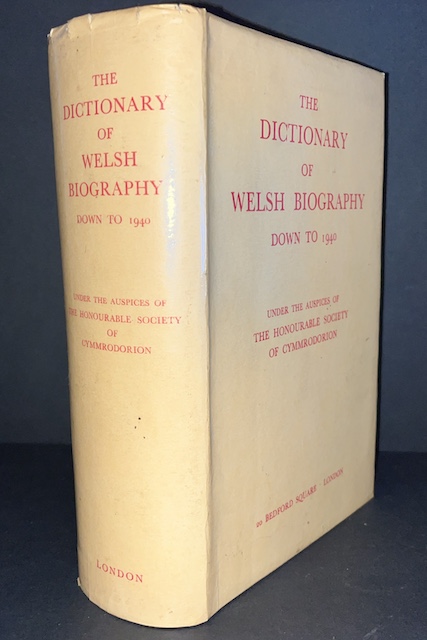 THE
DICTIONARY
OF
WELSH
BIOGRAPHY
DOWN TO 1940
UNDER THE AUSPICES OF
THE HONOURABLE SOCIETY
OF
CYMMRODORION
LONDON
THE
DICTIONARY
OF
WELSH BIOGRAPHY
DOWN TO 1940
UNDER THE AUSPICES OF
THE HONOURABLE SOCIETY
OF CYMMRODORION
BEDFORD SQUARE LONDON